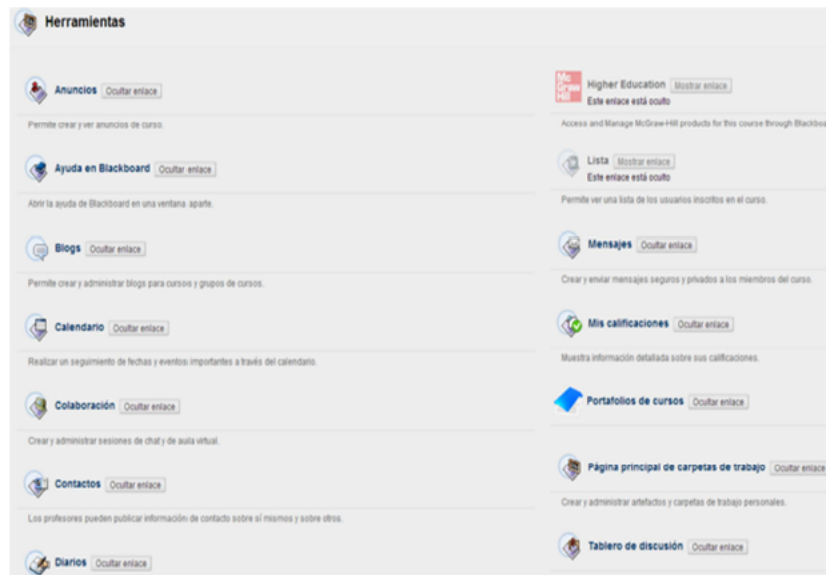 Herramientas
Anuncios Ocultar enlace
Permite crear y ver anuncios de curso.
Ayuda en Blackboard Ocultar enlace
Abrir la ayuda de Blackboard en una ventana aparte.
Blogs Ocultar enlace
Permite crear y administrar blogs para cursos y grupos de cursos.
Calendario Ocultar enlace
Realizar un seguimiento de fechas y eventos importantes a través del calendario.
Colaboración Ocultar enlace
Crear y administrar sesiones de chat y de aula virtual.
Contactos Ocultar enlace
Los profesores pueden publicar información de contacto sobre sí mismos y sobre otros.
Diarios Ocultar enlace
Mc
Graw
Hill
Higher Education Mostrar enlace
Este enlace está oculto
Access and Manage McGraw-Hill products for this course through Blackboa
Lista Mostrar enlace
Este enlace está oculto
Permite ver una lista de los usuarios inscritos en el curso.
Mensajes Ocultar enlace
Crear y enviar mensajes seguros y privados a los miembros del curso.
Mis calificaciones Ocultar enlace
Muestra información detallada sobre sus calificaciones.
Portafolios de cursos Ocultar enlace
Página principal de carpetas de trabajo Ocultar enlace
Crear y administrar artefactos y carpetas de trabajo personales.
Tablero de discusión Ocultar enlace